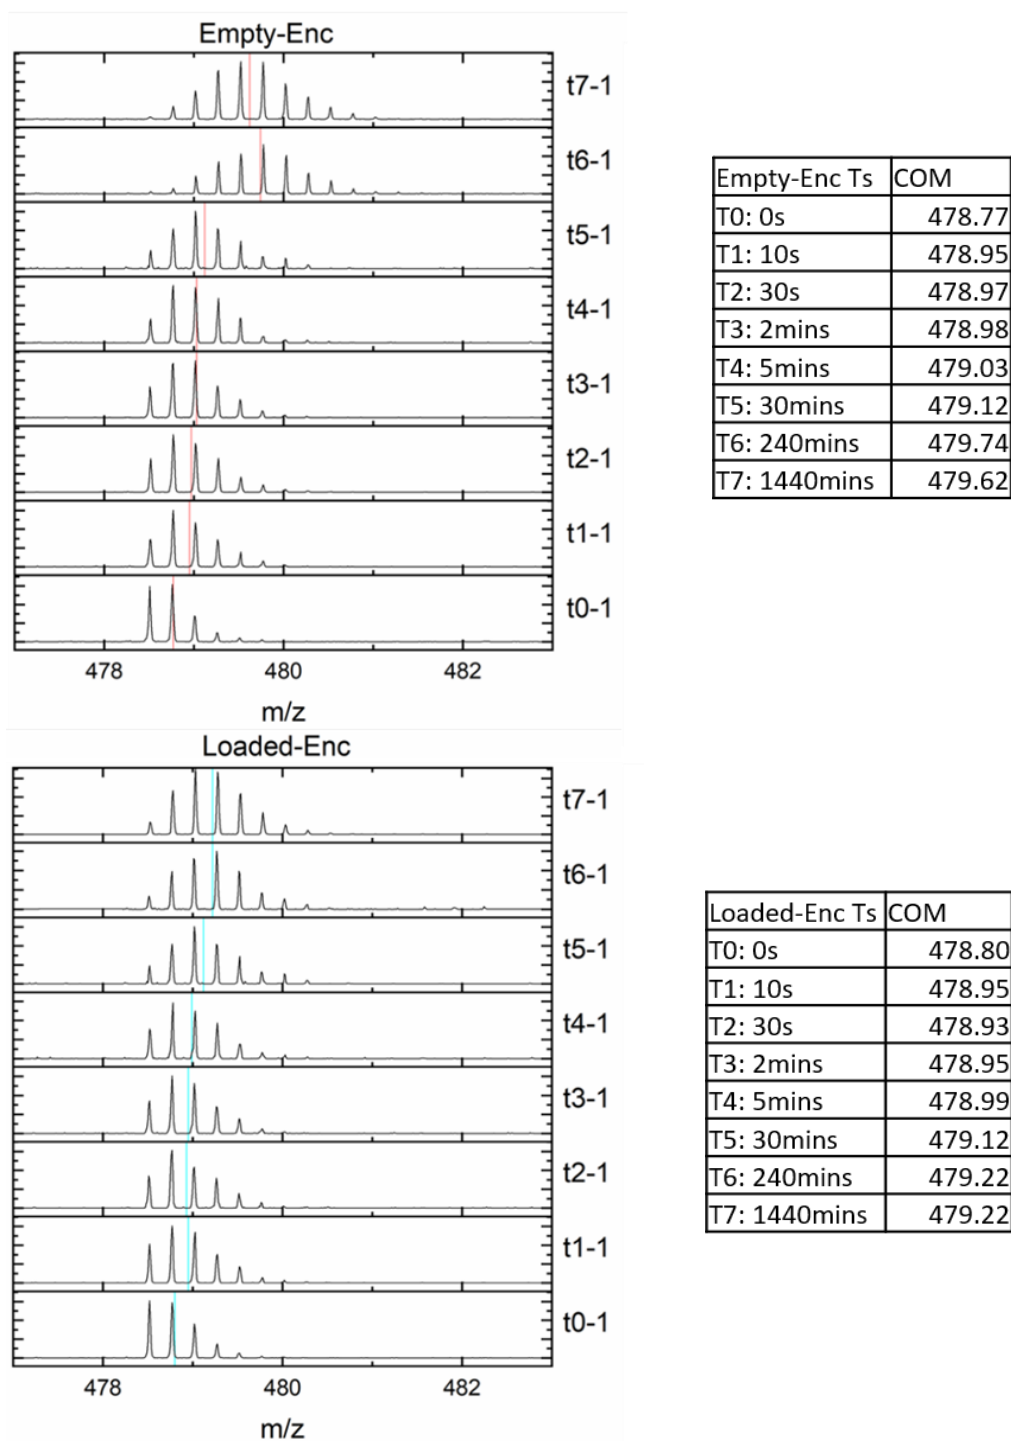 Empty-Enc
t7-1
t6-1
t5-1
t4-1
t3-1
t2-1
t1-1
t0-1
478 480 482
m/z
Empty-Enc Ts COM
T0: 0s 478.77
T1: 10s 478.95
T2: 30s 478.97
T3: 2mins 478.98
T4: 5mins 479.03
T5: 30mins 479.12
T6: 240mins 479.74
T7: 1440mins 479.62
Loaded-Enc
t7-1
t6-1
t5-1
t4-1
t3-1
t2-1
t1-1
t0-1
478 480 482
m/z
Loaded-Enc Ts COM
T0: 0s 478.80
T1: 10s 478.95
T2: 30s 478.93
T3: 2mins 478.95
T4: 5mins 478.99
T5: 30mins 479.12
T6: 240mins 479.22
T7: 1440mins 479.22